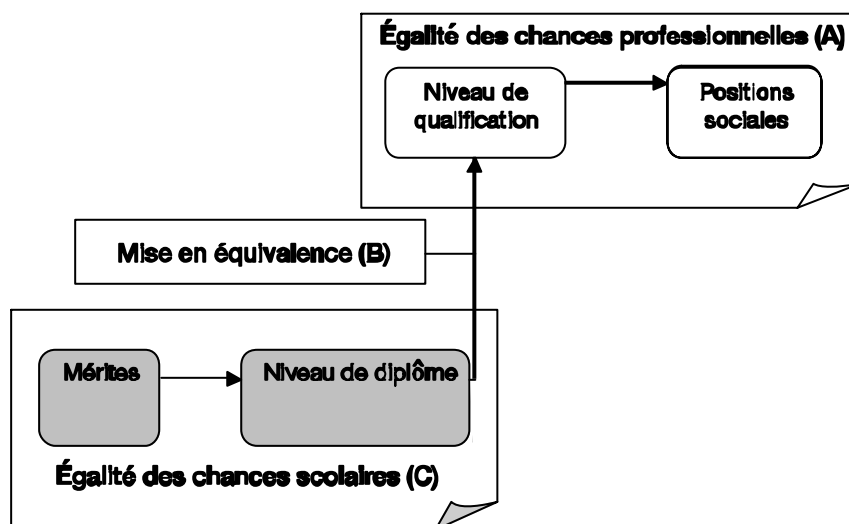 Égalité des chances professionnelles (A)
Niveau de
qualification
Positions
sociales
Mise en équivalence (B)
Mérites
Niveau de diplôme
Égalité des chances scolaires (C)